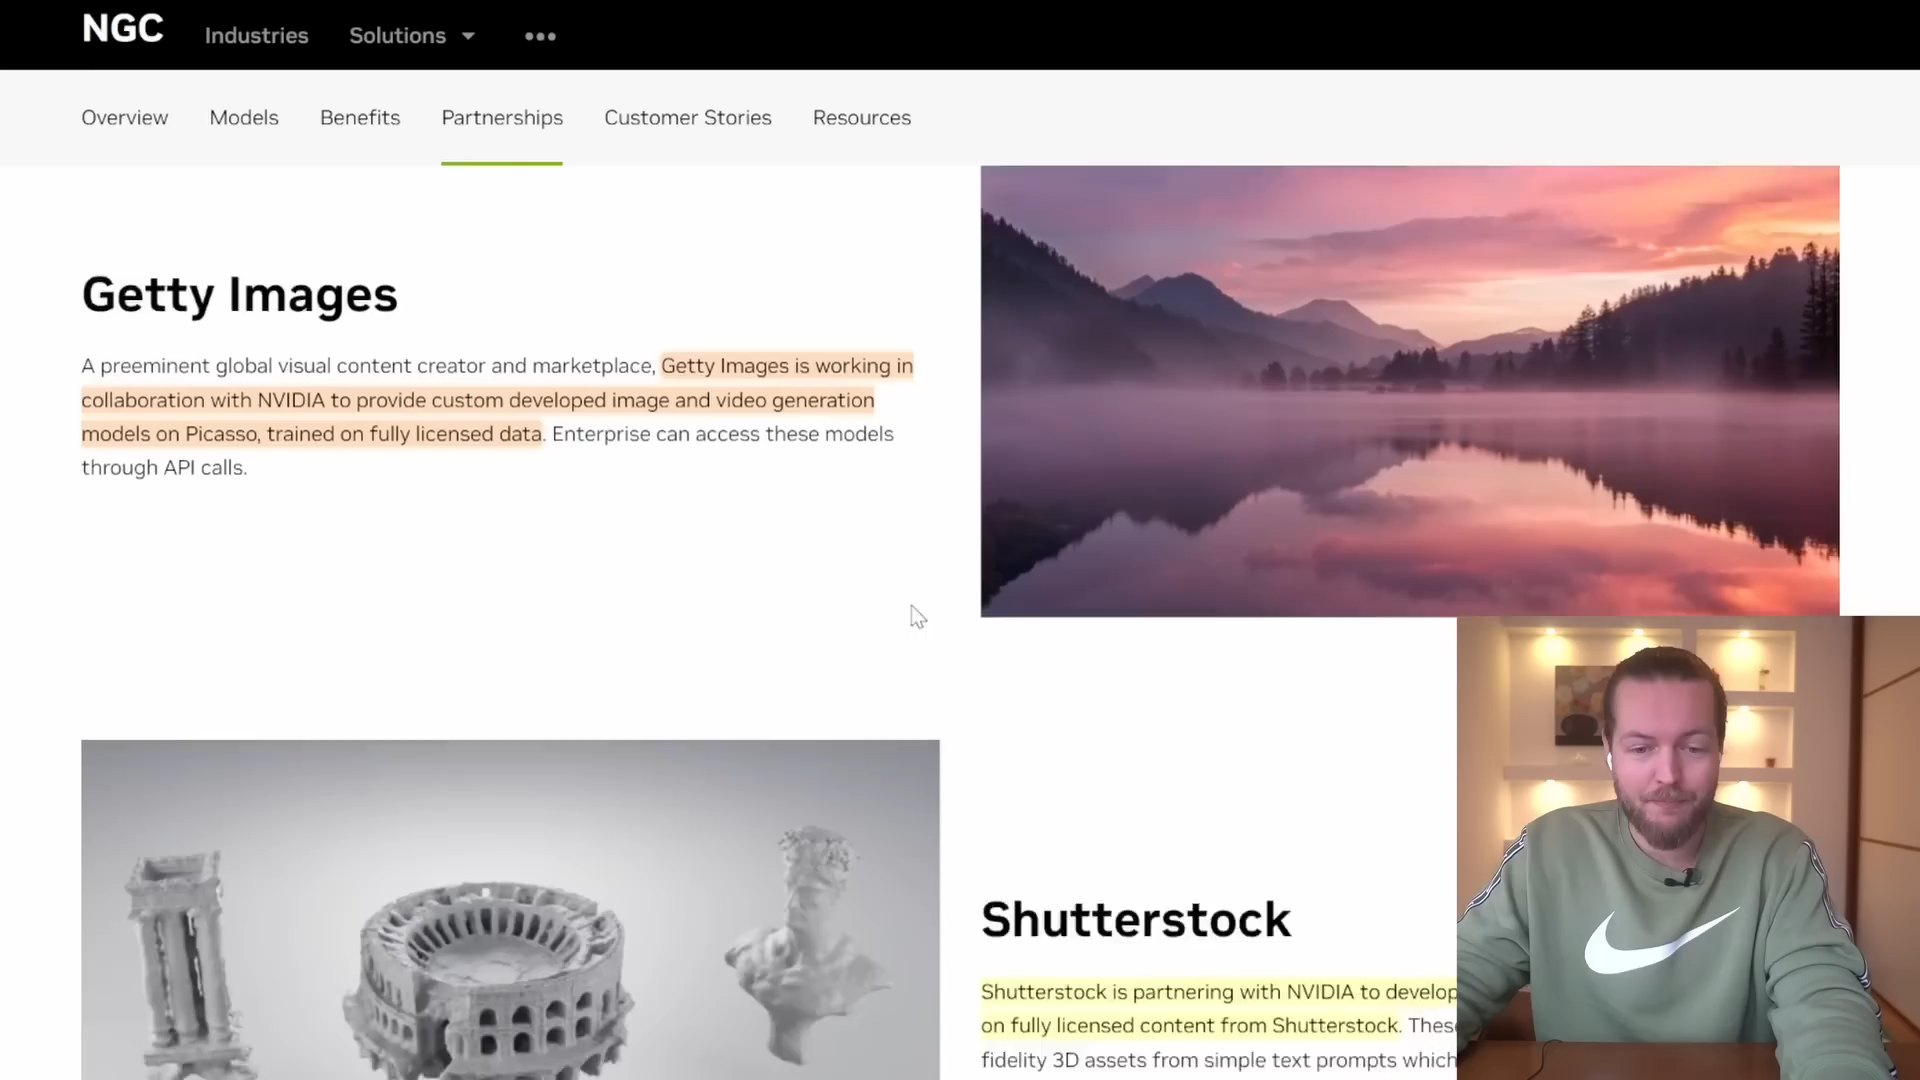 NGC
Industries
Solutions
Overview
Models
Benefits
Partnerships
Customer Stories
Resources
Getty Images
A preeminent global visual content creator and marketplace, Getty Images is working in
collaboration with NVIDIA to provide custom developed image and video generation
models on Picasso, trained on fully licensed data. Enterprise can access these models
through API calls.
Shutterstock
Shutterstock is partnering with NVIDIA to develop
on fully licensed content from Shutterstock. These
fidelity 3D assets from simple text prompts which